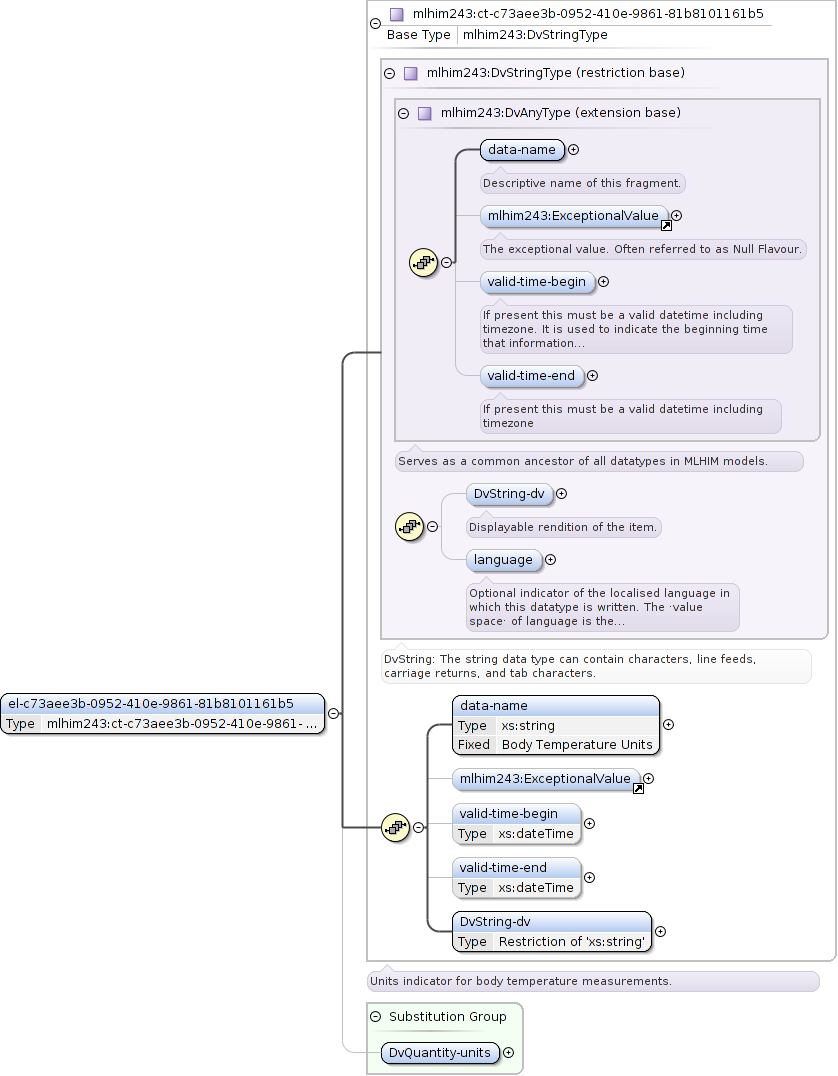 mlhim243:ct-c73aee3b-0952-410e-9861-81b8101161b5
Base Type mlhim243:DvStringType
mlhim243:DvStringType (restriction base)
mlhim243:DvAnyType (extension base)
data-name
Descriptive name of this fragment.
mlhim243:ExceptionalValue
The exceptional value. Often referred to as Null Flavour.
valid-time-begin
If present this must be a valid datetime including
timezone. It is used to indicate the beginning time
that information...
valid-time-end
If present this must be a valid datetime including
timezone
Serves as a common ancestor of all datatypes in MLHIM models.
DvString-dv
Displayable rendition of the item.
language
Optional indicator of the localised language in
which this datatype is written. The ·value
space· of language is the...
DvString: The string data type can contain characters, line feeds,
carriage returns, and tab characters.
el-c73aee3b-0952-410e-9861-81b8101161b5
Type mlhim243:ct-c73aee3b-0952-410e-9861- ...
data-name
Type xs:string
Fixed Body Temperature Units
mlhim243:ExceptionalValue
valid-time-begin
Type xs:dateTime
valid-time-end
Type xs:dateTime
DvString-dv
Type Restriction of 'xs:string'
Units indicator for body temperature measurements.
Substitution Group
DvQuantity-units